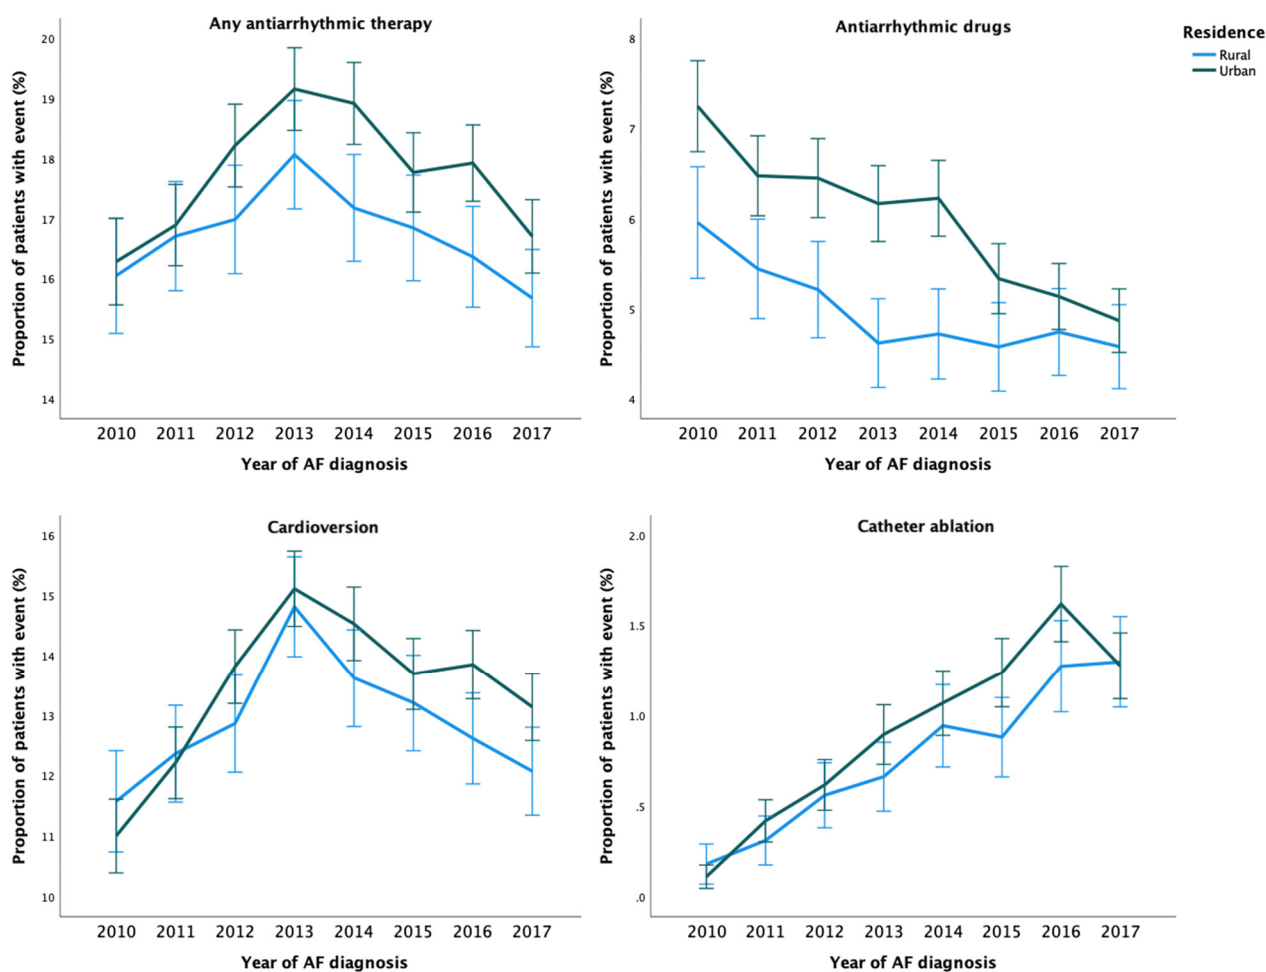 Any antiarrhythmic therapy
Proportion of patients with event (%)
20
19
18
17
16
15
14
2010 2011 2012 2013 2014 2015 2016 2017
Year of AF diagnosis
Antiarrhythmic drugs
Proportion of patients with event (%)
8
7
6
5
4
2010 2011 2012 2013 2014 2015 2016 2017
Year of AF diagnosis
Residence
Rural
Urban
Cardioversion
Proportion of patients with event (%)
16
15
14
13
12
11
10
2010 2011 2012 2013 2014 2015 2016 2017
Year of AF diagnosis
Catheter ablation
Proportion of patients with event (%)
2.0
1.5
1.0
.5
.0
2010 2011 2012 2013 2014 2015 2016 2017
Year of AF diagnosis